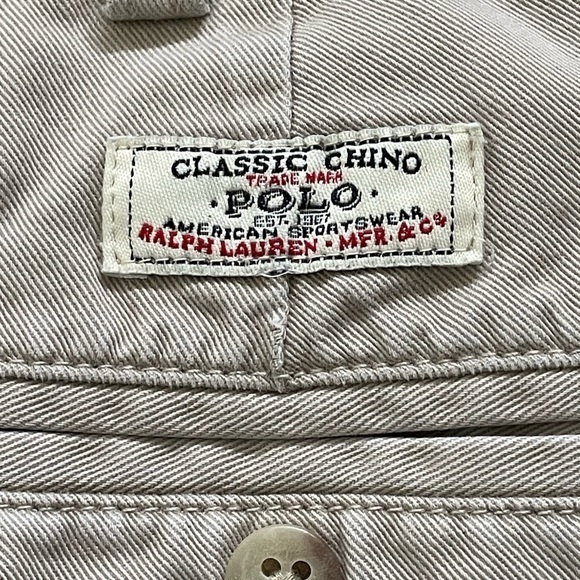 CLASSIC CHINO
TRADE MARK
· POLO ·
EST. 1967
AMERICAN SPORTSWEAR
RALPH LAUREN · MFR. & Co.